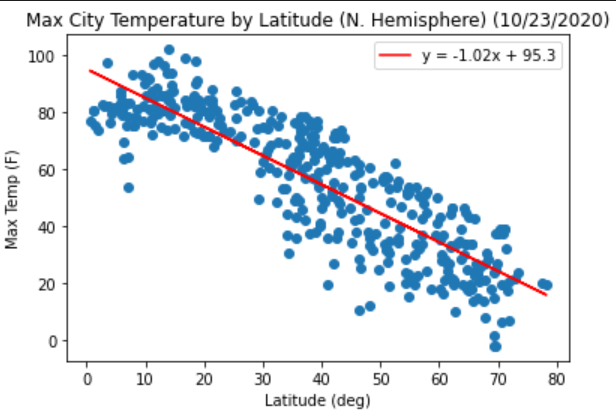 Max City Temperature by Latitude (N. Hemisphere) (10/23/2020)
y = -1.02x + 95.3
100
80
60
40
20
0
Max Temp (F)
0 10 20 30 40 50 60 70 80
Latitude (deg)